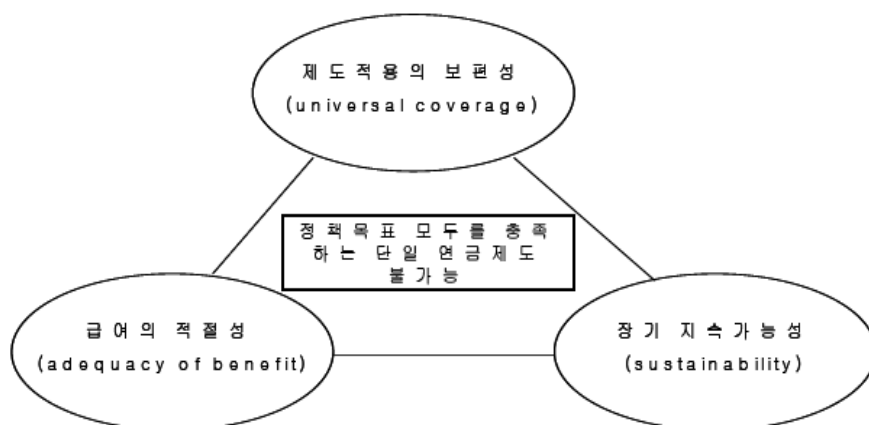 제도적용의 보편성
(universal coverage)
정책목표 모두를 충족
하는 단일 연금제도
불가능
급여의 적절성
(adequacy of benefit)
장기 지속가능성
(sustainability)